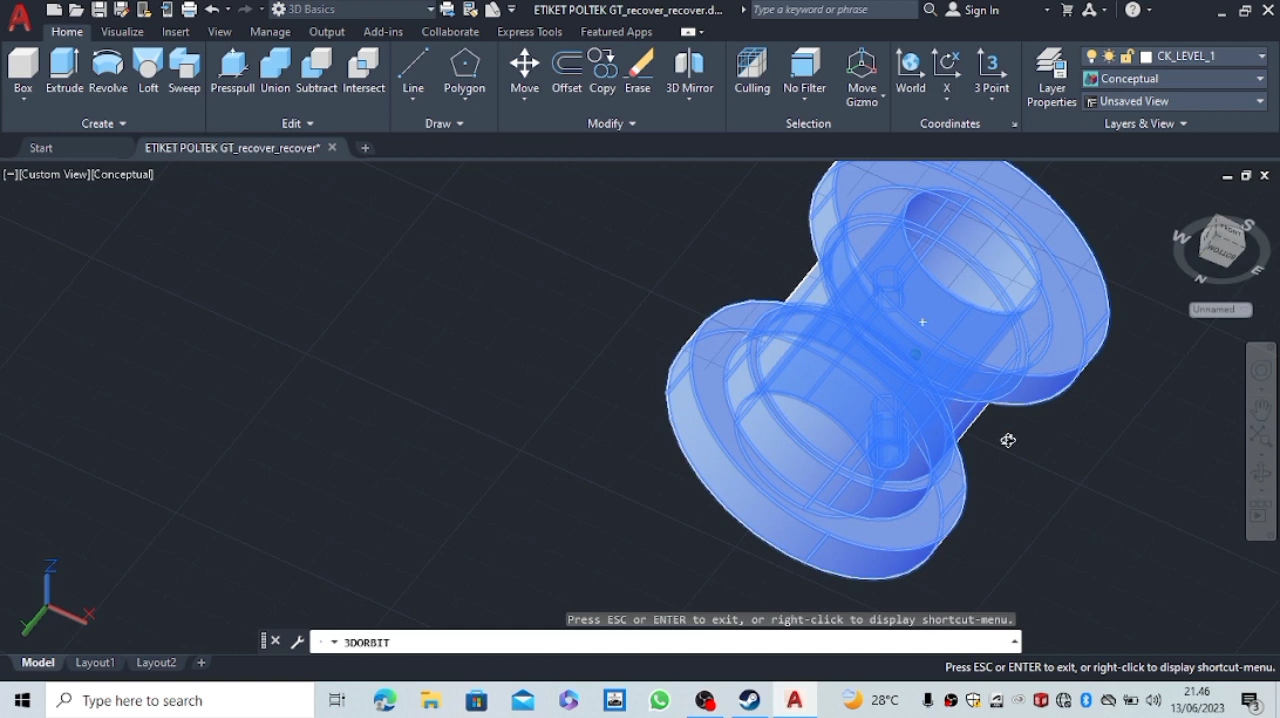 3D Basics
ETIKET POLTEK GT_recover_recover.d...
Type a keyword or phrase
Sign In
Home Visualize Insert View Manage Output Add-ins Collaborate Express Tools Featured Apps
Box Extrude Revolve Loft Sweep
Presspull Union Subtract Intersect
Line Polygon
Move Offset Copy Erase 3D Mirror
Culling No Filter Move Gizmo
World X 3 Point
Layer Properties
CK_LEVEL_1
Conceptual
Unsaved View
Create Edit Draw Modify Selection Coordinates Layers & View
Start ETIKET POLTEK GT_recover_recover*
[−][Custom View][Conceptual]
W S
FRONT
BOTTOM
N E
Unnamed
Z
X
Y
Press ESC or ENTER to exit, or right-click to display shortcut-menu.
3DORBIT
Model Layout1 Layout2
Press ESC or ENTER to exit, or right-click to display shortcut-menu.
Type here to search
28°C
21.46
13/06/2023
3